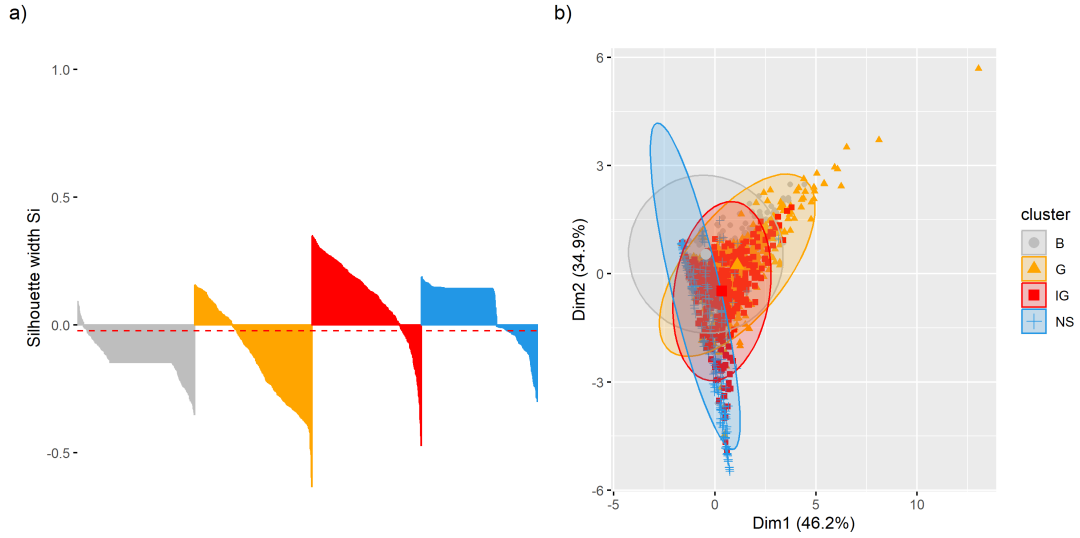 a)
Silhouette width Si
1.0
0.5
0.0
-0.5
b)
Dim2 (34.9%)
6
3
0
-3
-6
-5
0
5
10
Dim1 (46.2%)
cluster
B
G
IG
NS